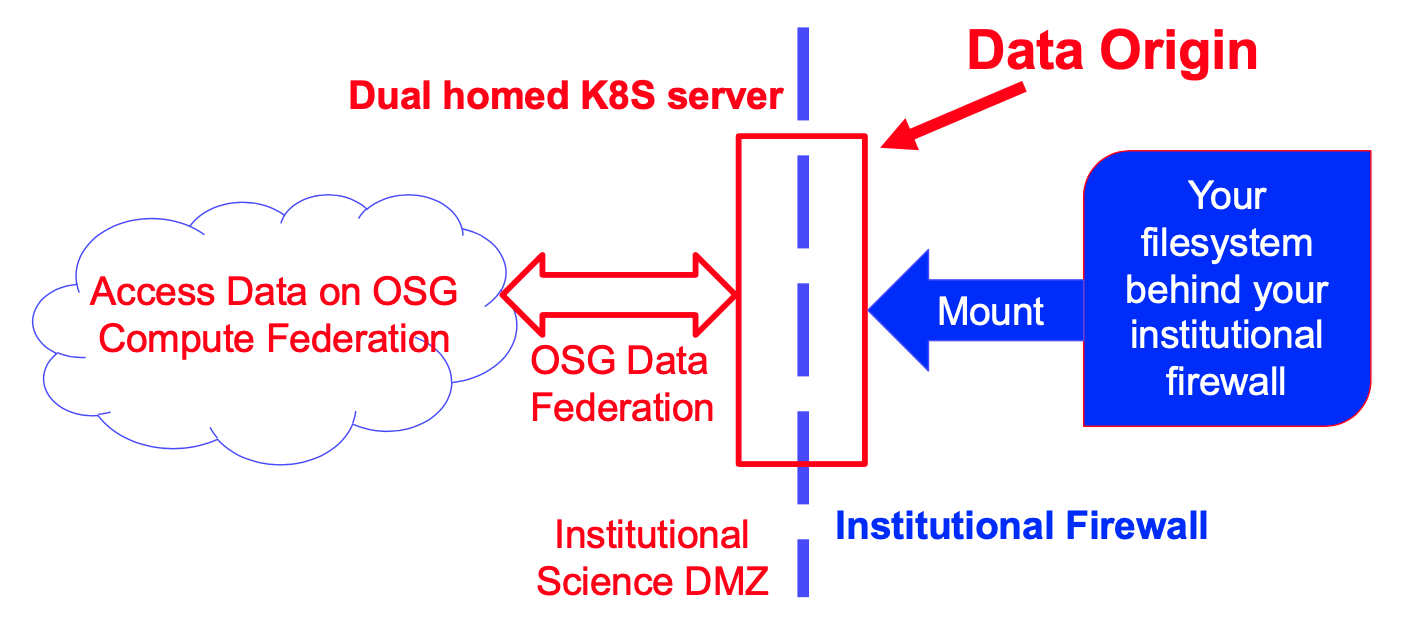 Data Origin
Dual homed K8S server
Your
filesystem
behind your
institutional
firewall
Access Data on OSG
Compute Federation
Mount
OSG Data
Federation
Institutional Firewall
Institutional
Science DMZ